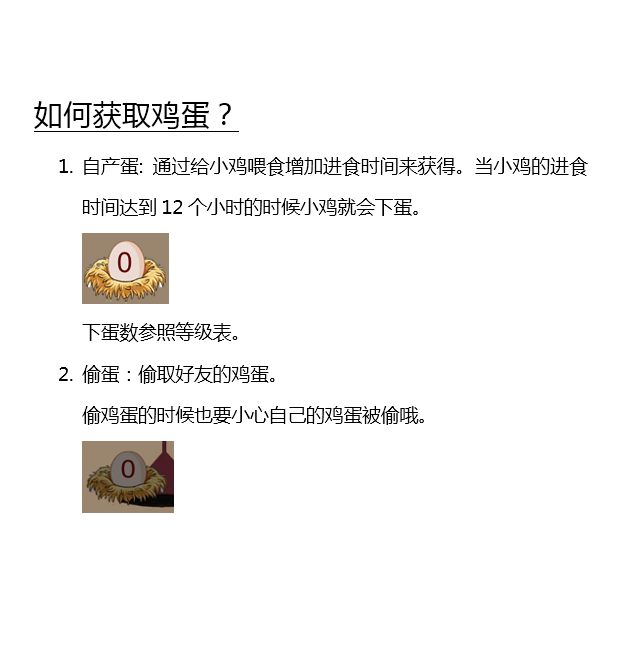 如何获取鸡蛋？
1. 自产蛋: 通过给小鸡喂食增加进食时间来获得。当小鸡的进食
时间达到 12 个小时的时候小鸡就会下蛋。
0
下蛋数参照等级表。
2. 偷蛋：偷取好友的鸡蛋。
偷鸡蛋的时候也要小心自己的鸡蛋被偷哦。
0